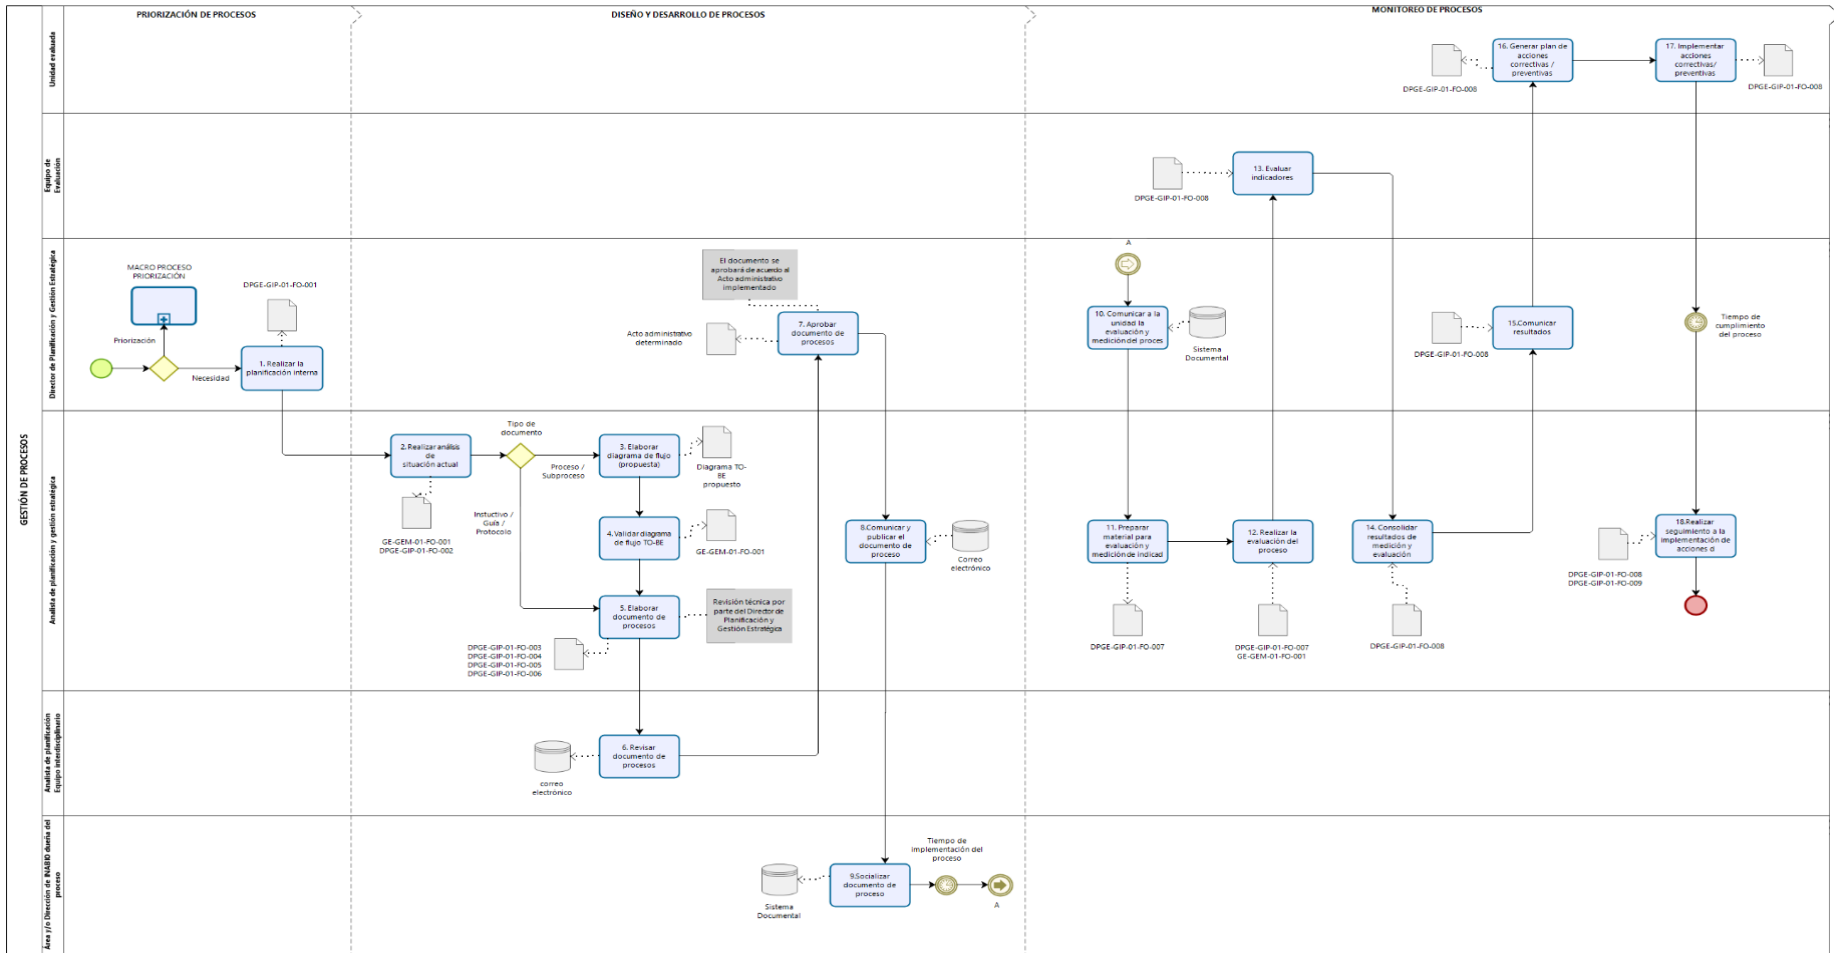 PRIORIZACIÓN DE PROCESOS
DISEÑO Y DESARROLLO DE PROCESOS
MONITOREO DE PROCESOS
GESTIÓN DE PROCESOS
Unidad evaluada
16. Generar plan de
acciones
correctivas /
preventivas
DPGE-GIP-01-FO-008
17. Implementar
acciones
correctivas/
preventivas
DPGE-GIP-01-FO-008
Equipo de
Evaluación
13. Evaluar
indicadores
DPGE-GIP-01-FO-008
Director de Planificación y Gestión Estratégica
MACRO PROCESO
PRIORIZACIÓN
Priorización
Necesidad
DPGE-GIP-01-FO-001
1. Realizar la
planificación interna
El documento se
aprobará de acuerdo al
Acto administrativo
implementado
Acto administrativo
determinado
7. Aprobar
documento de
procesos
A
10. Comunicar a la
unidad la
evaluación y
medición del proces
Sistema
Documental
15.Comunicar
resultados
DPGE-GIP-01-FO-008
Tiempo de
cumplimiento
del proceso
Analista de planificación y gestión estratégica
2. Realizar análisis
de
situación actual
GE-GEM-01-FO-001
DPGE-GIP-01-FO-002
Tipo de
documento
Proceso /
Subproceso
Instuctivo /
Guía /
Protocolo
3. Elaborar
diagrama de flujo
(propuesta)
Diagrama TO-
BE
propuesto
4. Validar diagrama
de flujo TO-BE
GE-GEM-01-FO-001
5. Elaborar
documento de
procesos
Revisión técnica por
parte del Director de
Planificación y
Gestión Estratégica
DPGE-GIP-01-FO-003
DPGE-GIP-01-FO-004
DPGE-GIP-01-FO-005
DPGE-GIP-01-FO-006
8.Comunicar y
publicar el
documento de
proceso
Correo
electrónico
11. Preparar
material para
evaluación y
medición de indicad
DPGE-GIP-01-FO-007
12. Realizar la
evaluación del
proceso
DPGE-GIP-01-FO-007
GE-GEM-01-FO-001
14. Consolidar
resultados de
medición y
evaluación
DPGE-GIP-01-FO-008
18.Realizar
seguimiento a la
implementación de
acciones d
DPGE-GIP-01-FO-008
DPGE-GIP-01-FO-009
Analista de planificación
Equipo interdisciplinario
6. Revisar
documento de
procesos
correo
electrónico
Área y/o Dirección de INABIO dueña del
proceso
9.Socializar
documento de
proceso
Sistema
Documental
Tiempo de
implementación del
proceso
A